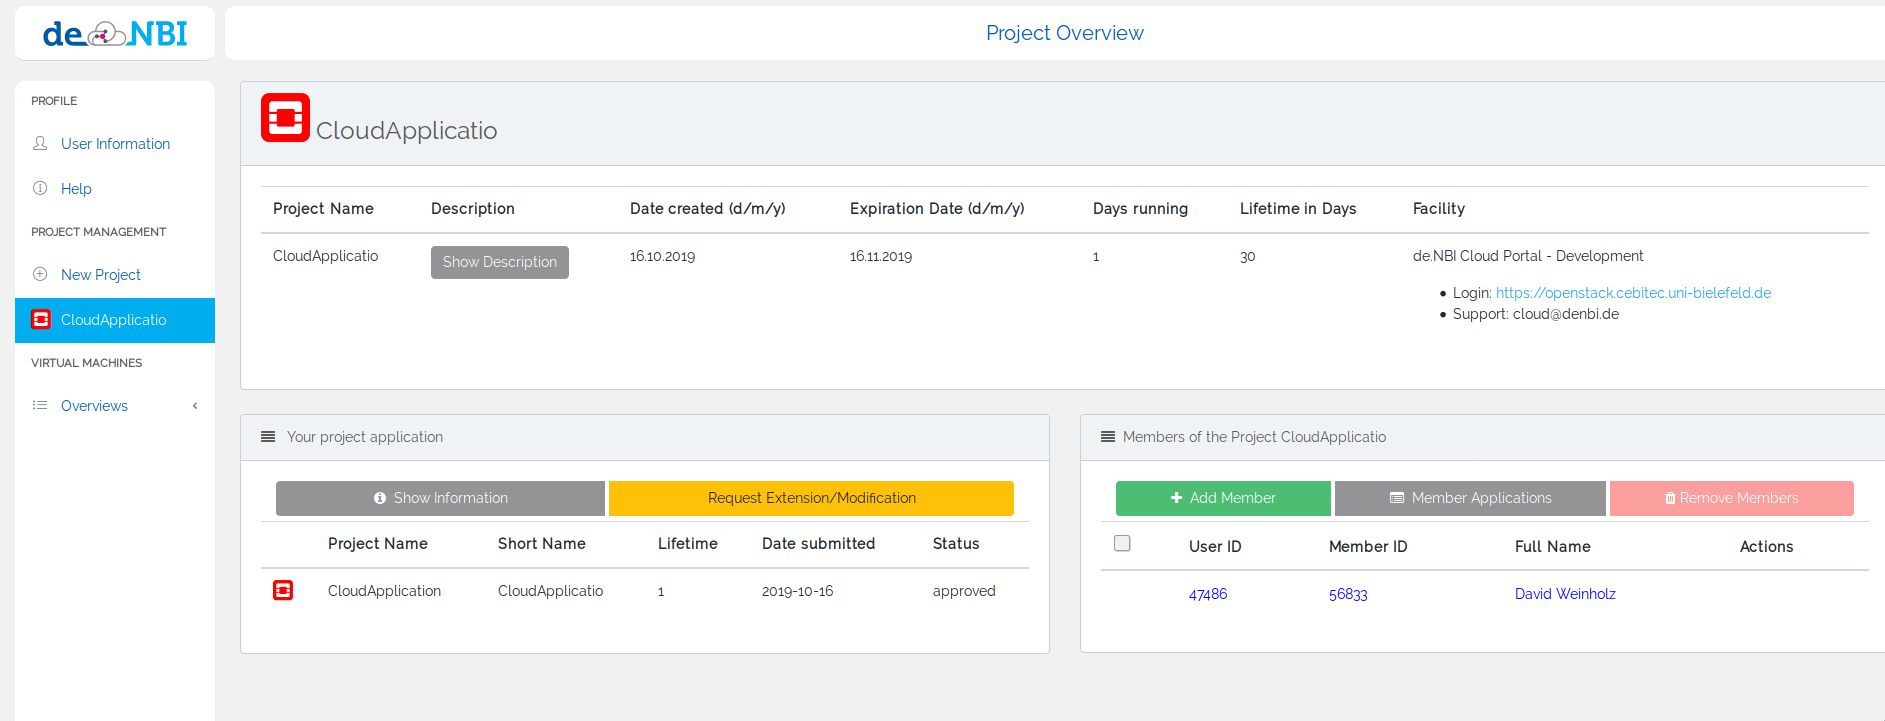 de NBI
Project Overview
PROFILE
User Information
Help
PROJECT MANAGEMENT
New Project
CloudApplicatio
VIRTUAL MACHINES
Overviews
CloudApplicatio
Project Name Description Date created (d/m/y) Expiration Date (d/m/y) Days running Lifetime in Days Facility
CloudApplicatio Show Description 16.10.2019 16.11.2019 1 30 de.NBI Cloud Portal - Development
• Login: https://openstack.cebitec.uni-bielefeld.de
• Support: cloud@denbi.de
Your project application
Show Information Request Extension/Modification
Project Name Short Name Lifetime Date submitted Status
CloudApplication CloudApplicatio 1 2019-10-16 approved
Members of the Project CloudApplicatio
Add Member Member Applications Remove Members
User ID Member ID Full Name Actions
47486 56833 David Weinholz